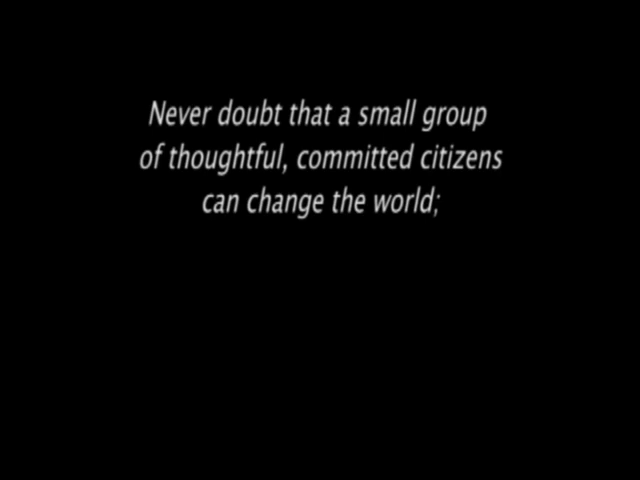 Never doubt that a small group
of thoughtful, committed citizens
can change the world;